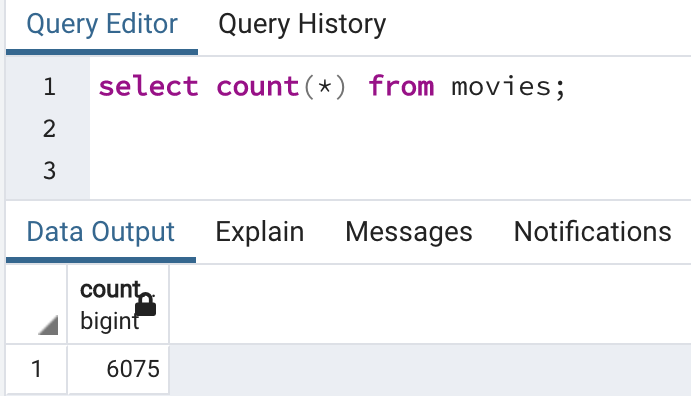 Query Editor Query History
1 select count(*) from movies;
2
3
Data Output Explain Messages Notifications
count
bigint
1 6075